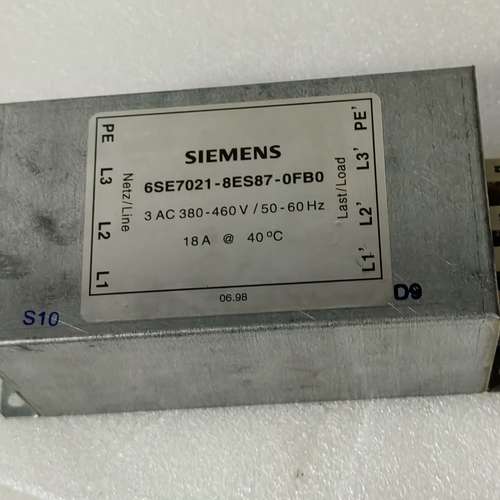 SIEMENS
6SE7021-8ES87-0FB0
3 AC 380-460 V / 50-60 Hz
18 A @ 40 ºC
06.98
PE
L3
L2
L1
Netz/Line
Last/Load
PE'
L3'
L2'
L1'
S10
D9